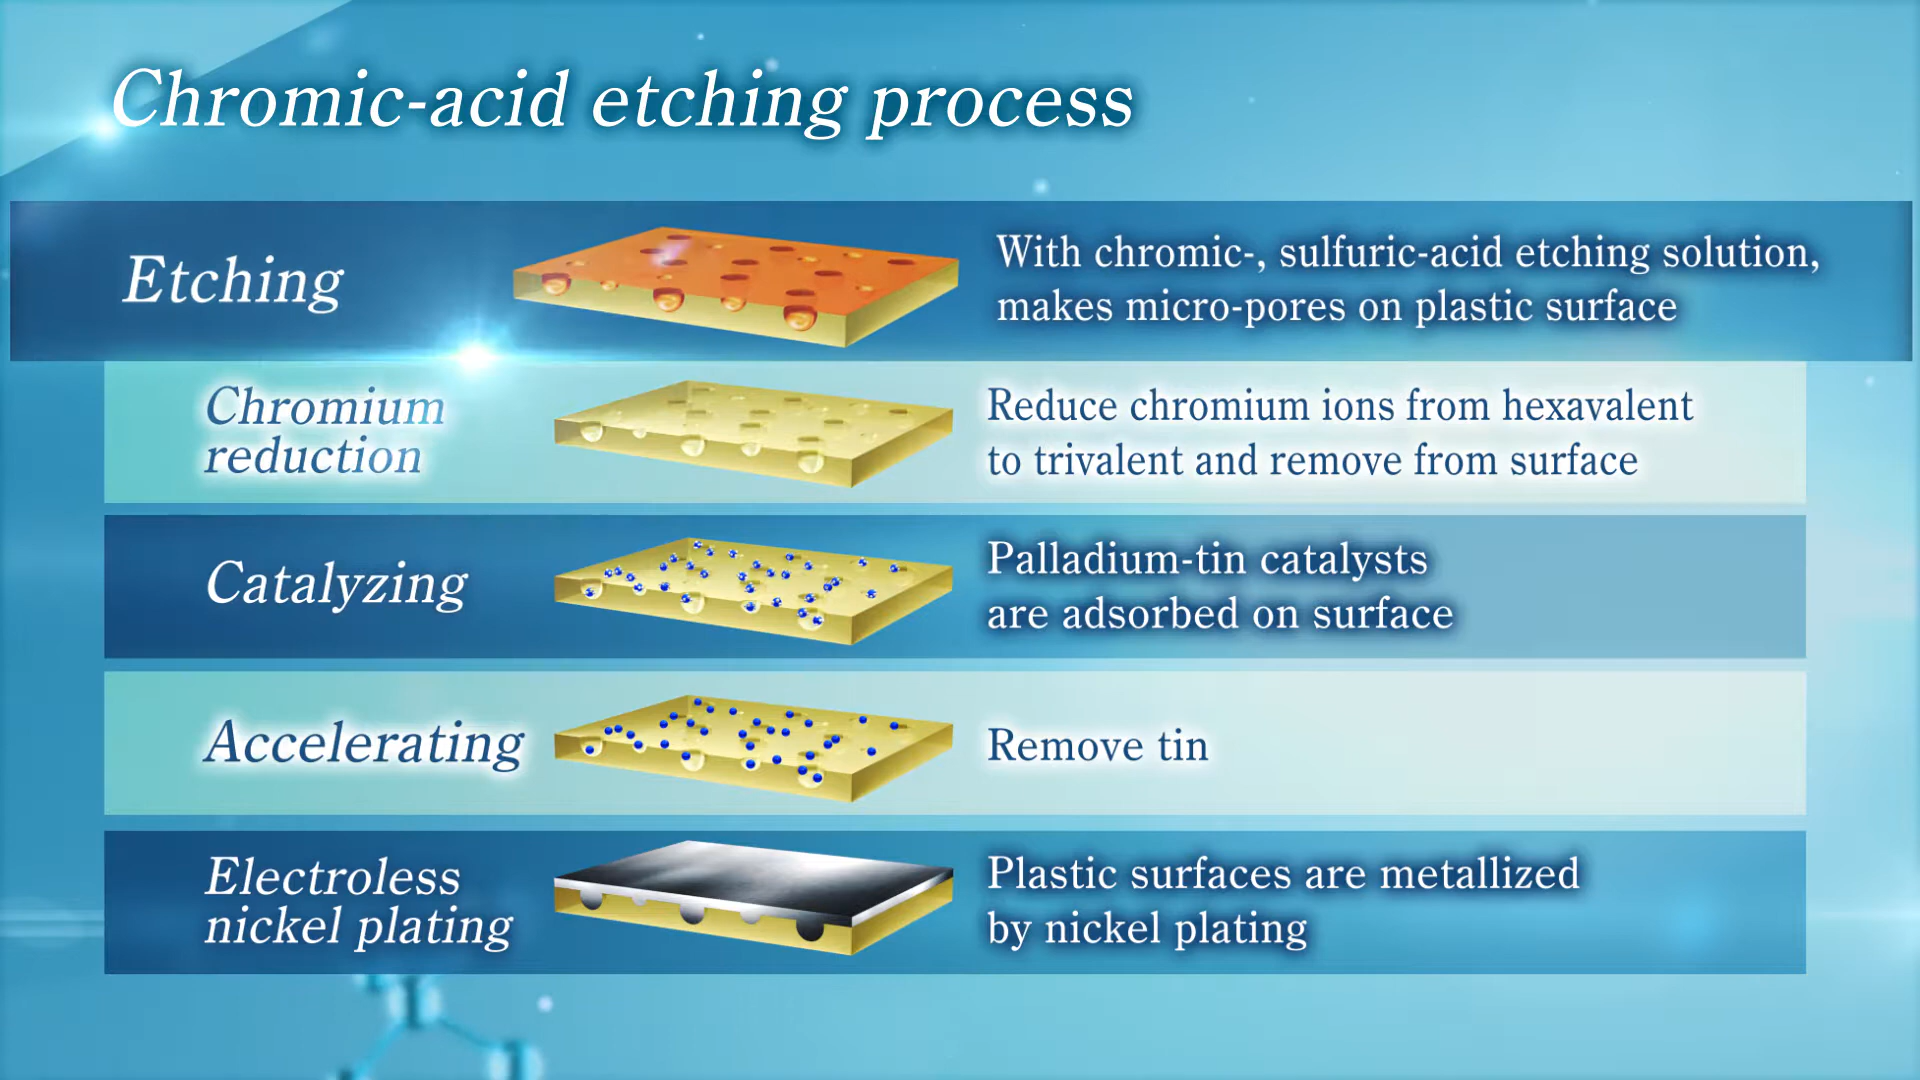 Chromic-acid etching process
Etching
With chromic-, sulfuric-acid etching solution,
makes micro-pores on plastic surface
Chromium
reduction
Reduce chromium ions from hexavalent
to trivalent and remove from surface
Catalyzing
Palladium-tin catalysts
are adsorbed on surface
Accelerating
Remove tin
Electroless
nickel plating
Plastic surfaces are metallized
by nickel plating